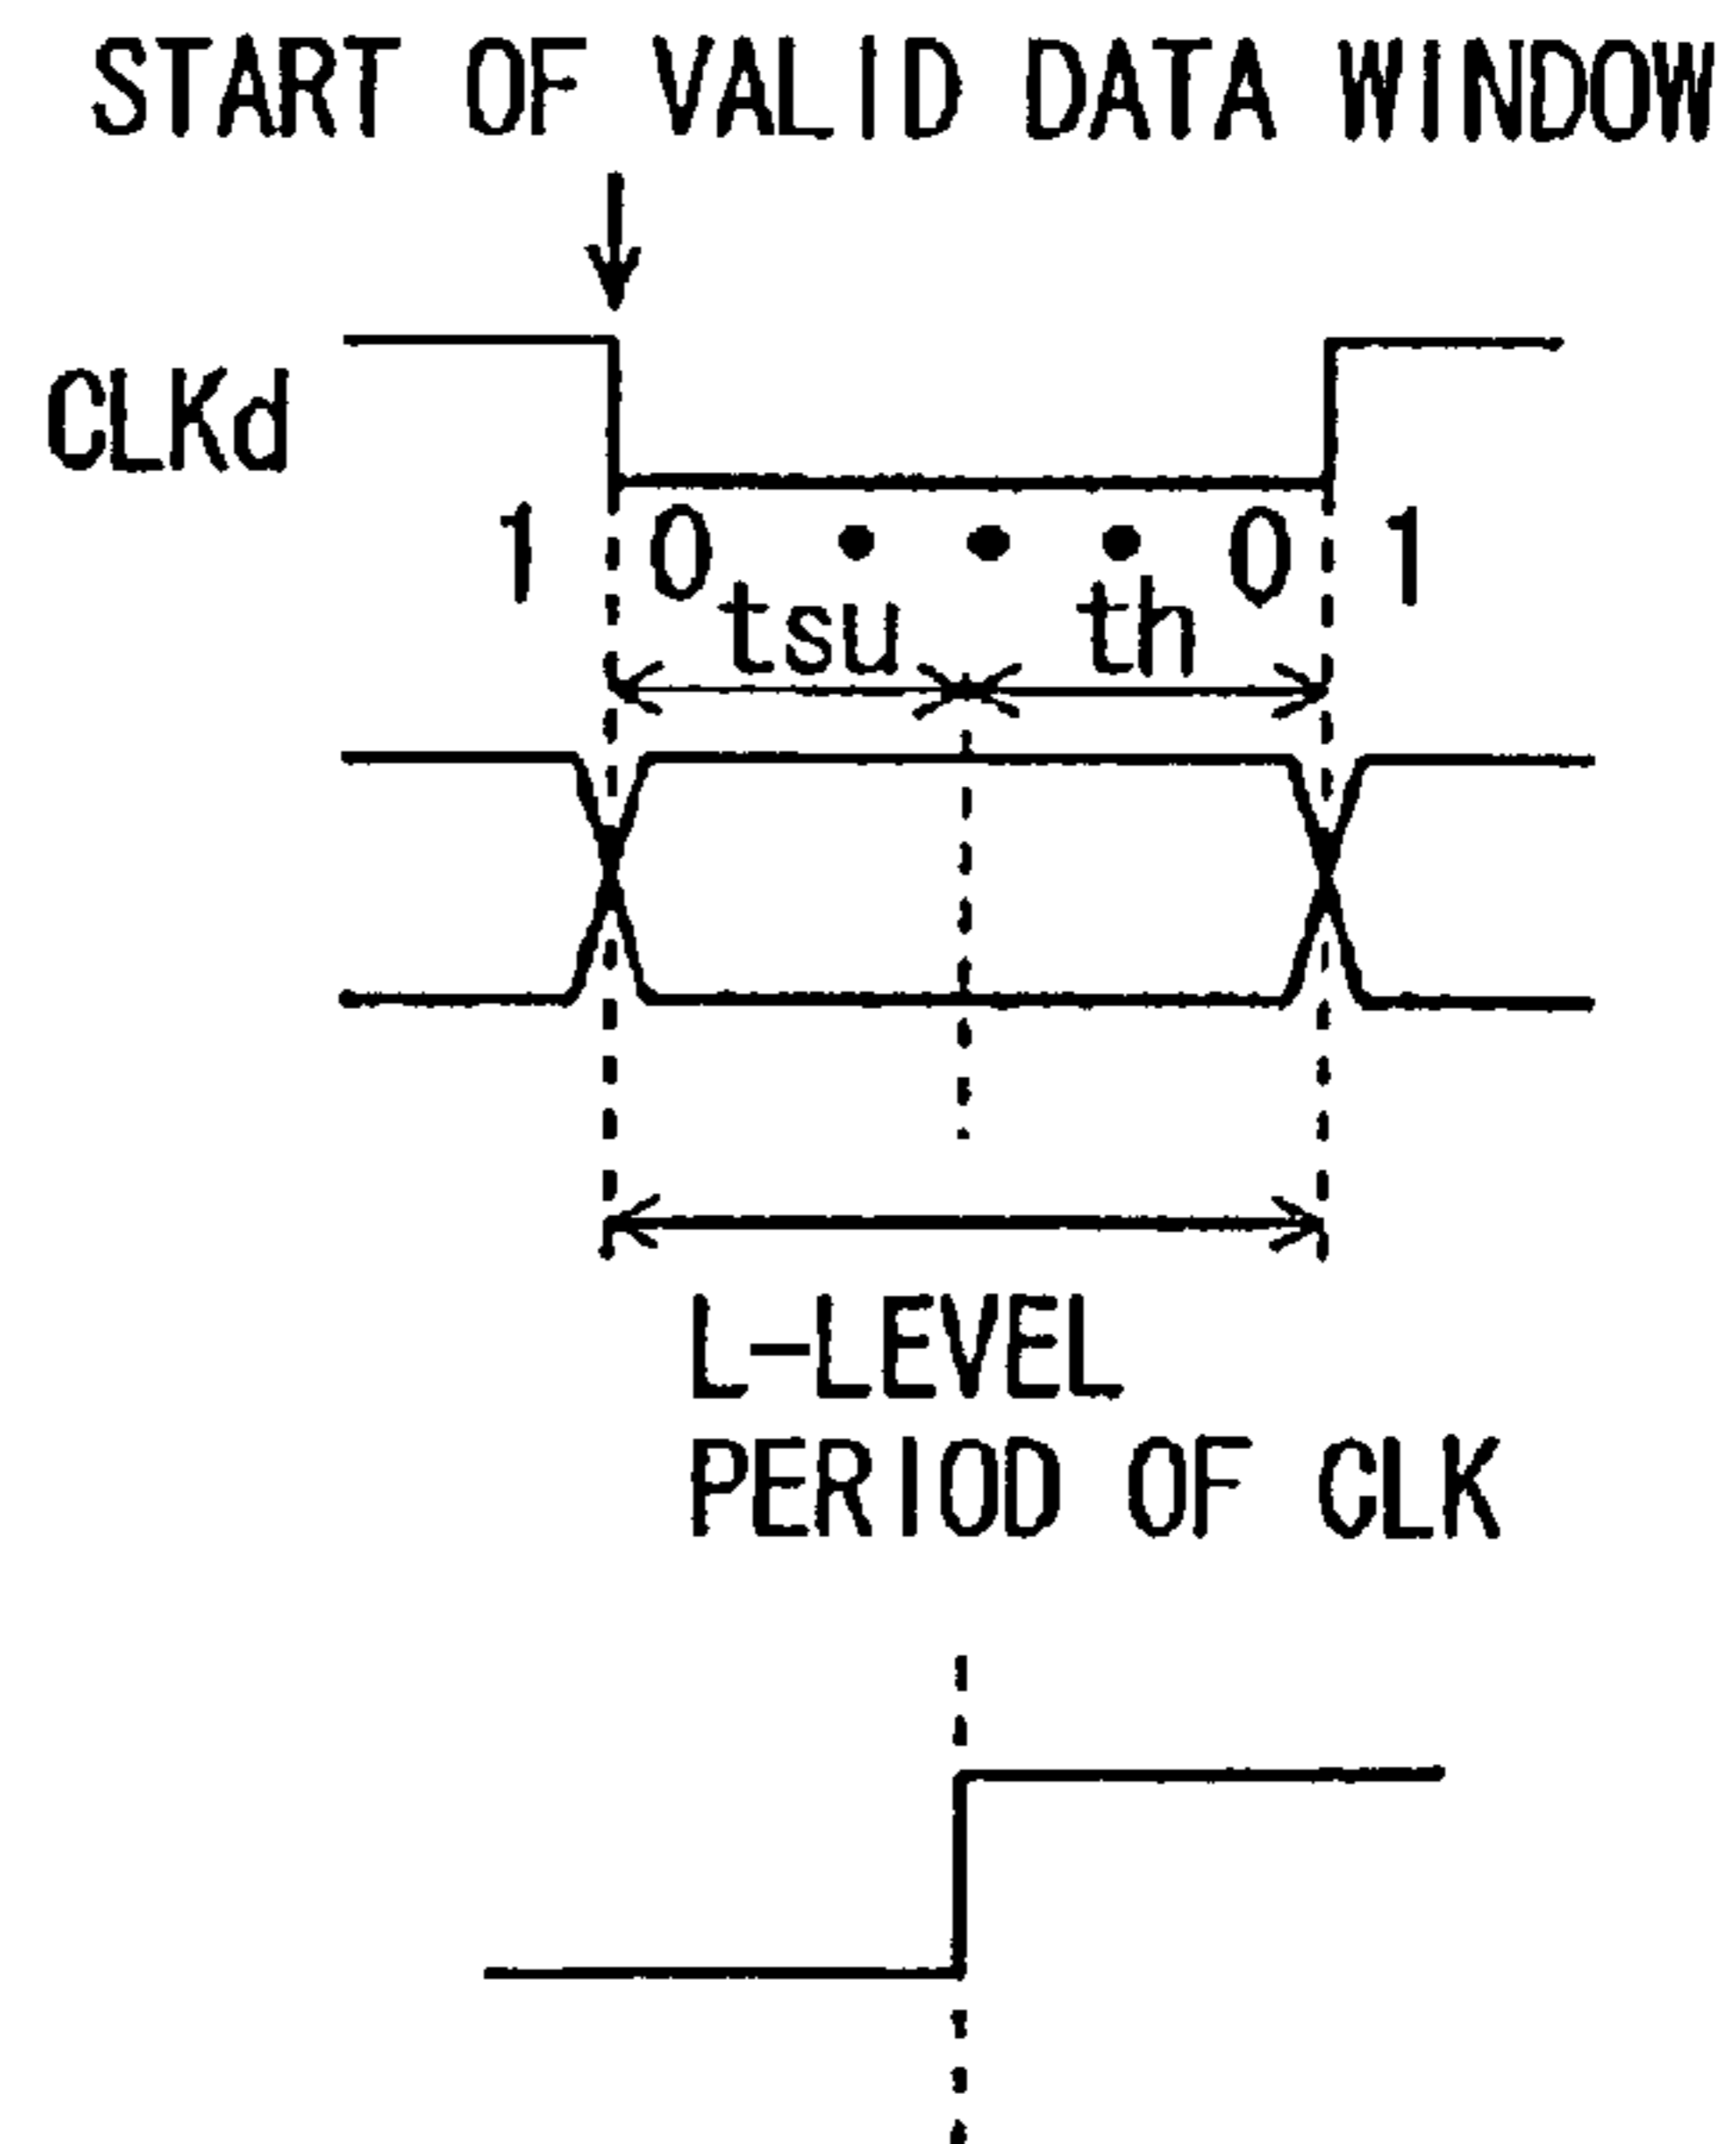 START OF VALID DATA WINDOW
CLKd
1 0 • • • 0 1
tsu th
L-LEVEL
PERIOD OF CLK